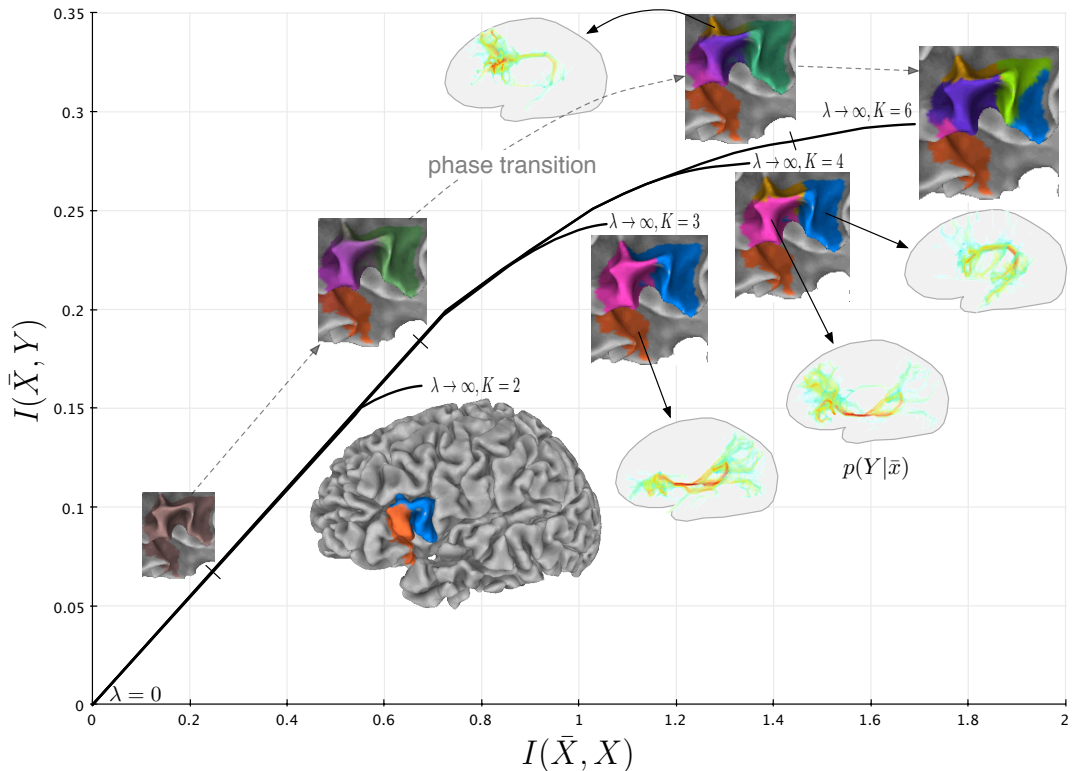 0.35
0.3
0.25
0.2
0.15
0.1
0.05
0
I(X̄, Y)
λ→∞, K = 6
phase transition
λ→∞, K = 4
λ→∞, K = 3
λ→∞, K = 2
p(Y|x̄)
λ = 0
0 0.2 0.4 0.6 0.8 1 1.2 1.4 1.6 1.8 2
I(X̄, X)